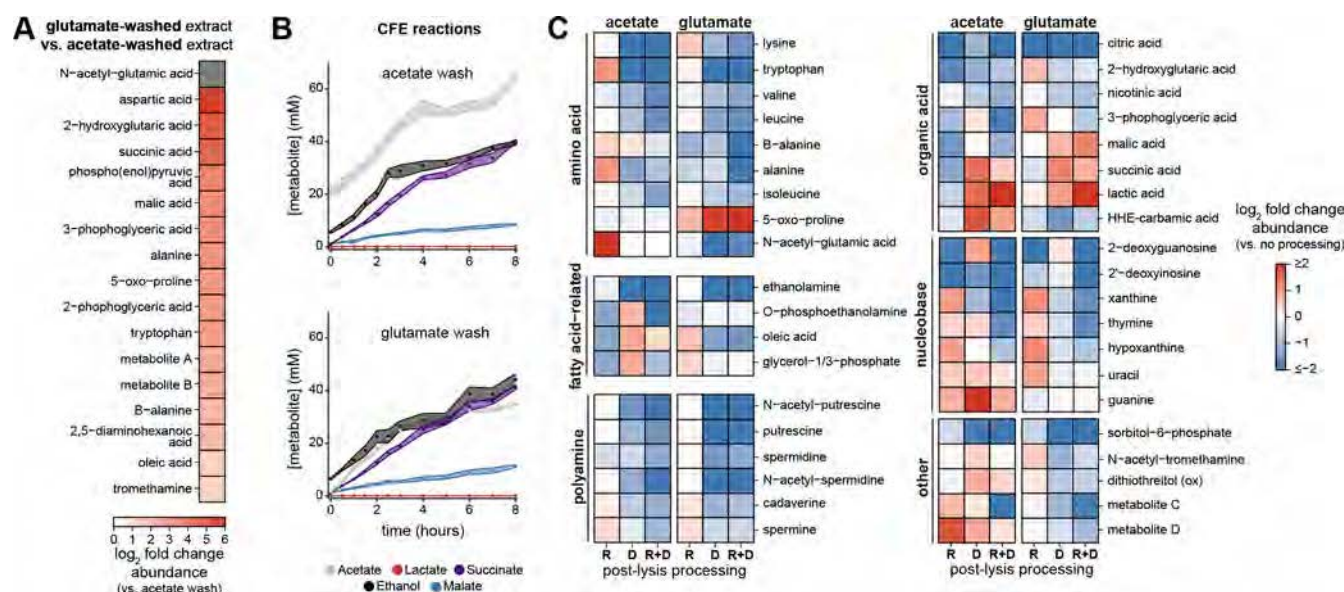 A
glutamate-washed extract
vs. acetate-washed extract
N-acetyl-glutamic acid
aspartic acid
2-hydroxyglutaric acid
succinic acid
phospho(enol)pyruvic
acid
malic acid
3-phophoglyceric acid
alanine
5-oxo-proline
2-phophoglyceric acid
tryptophan
metabolite A
metabolite B
B-alanine
2,5-diaminohexanoic
acid
oleic acid
tromethamine
0 1 2 3 4 5 6
log2 fold change
abundance
(vs. acetate wash)
B
CFE reactions
acetate wash
[metabolite] (mM)
60
40
20
0
0 2 4 6 8
glutamate wash
[metabolite] (mM)
60
40
20
0
0 2 4 6 8
time (hours)
Acetate Lactate Succinate
Ethanol Malate
C
acetate glutamate
amino acid
lysine
tryptophan
valine
leucine
B-alanine
alanine
isoleucine
5-oxo-proline
N-acetyl-glutamic acid
fatty acid-related
ethanolamine
O-phosphoethanolamine
oleic acid
glycerol-1/3-phosphate
polyamine
N-acetyl-putrescine
putrescine
spermidine
N-acetyl-spermidine
cadaverine
spermine
R D R+D R D R+D
post-lysis processing
acetate glutamate
organic acid
citric acid
2-hydroxyglutaric acid
nicotinic acid
3-phophoglyceric acid
malic acid
succinic acid
lactic acid
HHE-carbamic acid
nucleobase
2-deoxyguanosine
2'-deoxyinosine
xanthine
thymine
hypoxanthine
uracil
guanine
other
sorbitol-6-phosphate
N-acetyl-tromethamine
dithiothreitol (ox)
metabolite C
metabolite D
R D R+D R D R+D
post-lysis processing
log2 fold change
abundance
(vs. no processing)
≥2
1
0
-1
≤-2